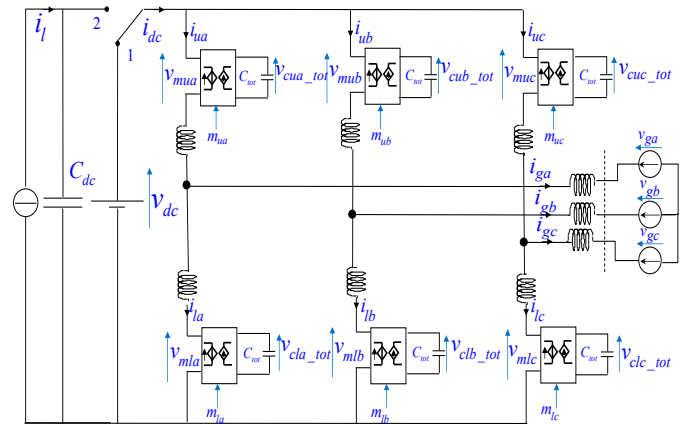 i_l 2 i_dc i_ua i_ub i_uc
1
v_mua C_tot v_cua_tot v_mub C_tot v_cub_tot v_muc C_tot v_cuc_tot
m_ua m_ub m_uc
v_ga
i_ga
C_dc v_dc v_gb
i_gb
v_gc
i_gc
i_la i_lb i_lc
v_mla C_tot v_cla_tot v_mlb C_tot v_clb_tot v_mlc C_tot v_clc_tot
m_la m_lb m_lc